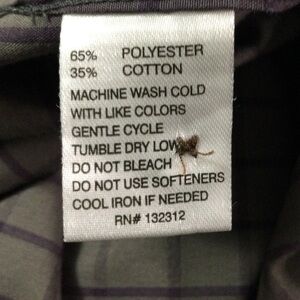 65% POLYESTER
35% COTTON
MACHINE WASH COLD
WITH LIKE COLORS
GENTLE CYCLE
TUMBLE DRY LOW
DO NOT BLEACH
DO NOT USE SOFTENERS
COOL IRON IF NEEDED
RN# 132312